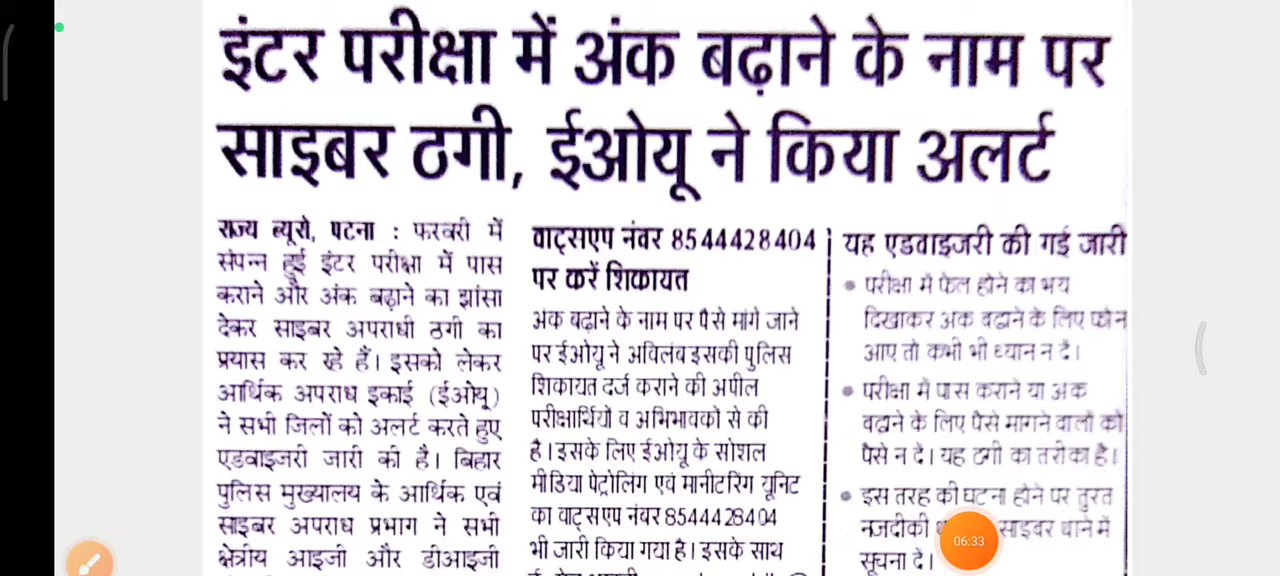 इंटर परीक्षा में अंक बढ़ाने के नाम पर
साइबर ठगी, ईओयू ने किया अलर्ट
राज्य ब्यूरो, पटना : फरवरी में
संपन्न हुई इंटर परीक्षा में पास
कराने और अंक बढ़ाने का झांसा
देकर साइबर अपराधी ठगी का
प्रयास कर रहे हैं। इसको लेकर
आर्थिक अपराध इकाई (ईओयू)
ने सभी जिलों को अलर्ट करते हुए
एडवाइजरी जारी की है। बिहार
पुलिस मुख्यालय के आर्थिक एवं
साइबर अपराध प्रभाग ने सभी
क्षेत्रीय आइजी और डीआइजी
वाट्सएप नंबर 8544428404
पर करें शिकायत
अंक बढ़ाने के नाम पर पैसे मांगे जाने
पर ईओयू ने अविलंब इसकी पुलिस
शिकायत दर्ज कराने की अपील
परीक्षार्थियों व अभिभावकों से की
है। इसके लिए ईओयू के सोशल
मीडिया पेट्रोलिंग एवं मानीटरिंग यूनिट
का वाट्सएप नंबर 8544428404
भी जारी किया गया है। इसके साथ
यह एडवाइजरी की गई जारी
परीक्षा में फेल होने का भय
दिखाकर अंक बढ़ाने के लिए फोन
आए तो कभी भी ध्यान न दें।
परीक्षा में पास कराने या अंक
बढ़ाने के लिए पैसे मांगने वालों को
पैसे न दें। यह ठगी का तरीका है।
इस तरह की घटना होने पर तुरंत
नजदीकी साइबर थाने में
सूचना दें।
06:33